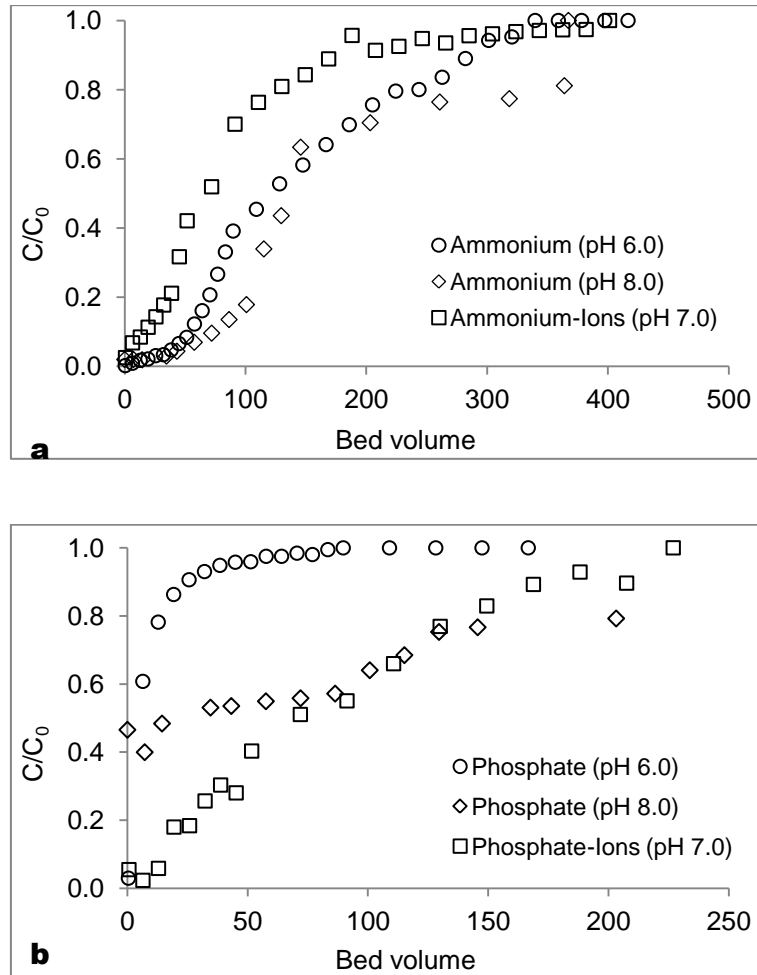 1.0
0.8
0.6
0.4
0.2
0.0
C/C0
Ammonium (pH 6.0)
Ammonium (pH 8.0)
Ammonium-Ions (pH 7.0)
0 100 200 300 400 500
Bed volume
a
1.0
0.8
0.6
0.4
0.2
0.0
C/C0
Phosphate (pH 6.0)
Phosphate (pH 8.0)
Phosphate-Ions (pH 7.0)
0 50 100 150 200 250
Bed volume
b